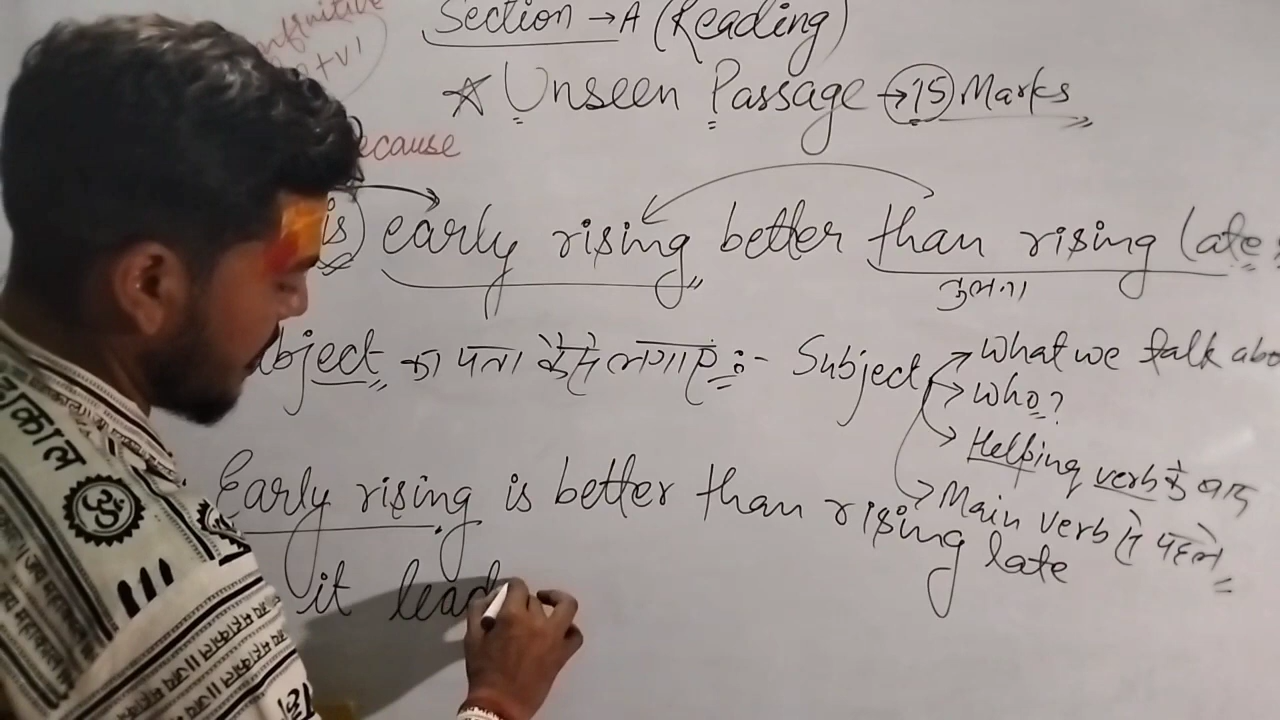 Section → A (Reading)
☆ Unseen Passage → 15 Marks
ecause
is) early rising better than rising late
तुलना
bject का पता कैसे लगाएं :- Subject → What we talk abo
→ Who?
→ Helping verb के बाद
→ Main verb से पहले
Early rising is better than rising late
it lead